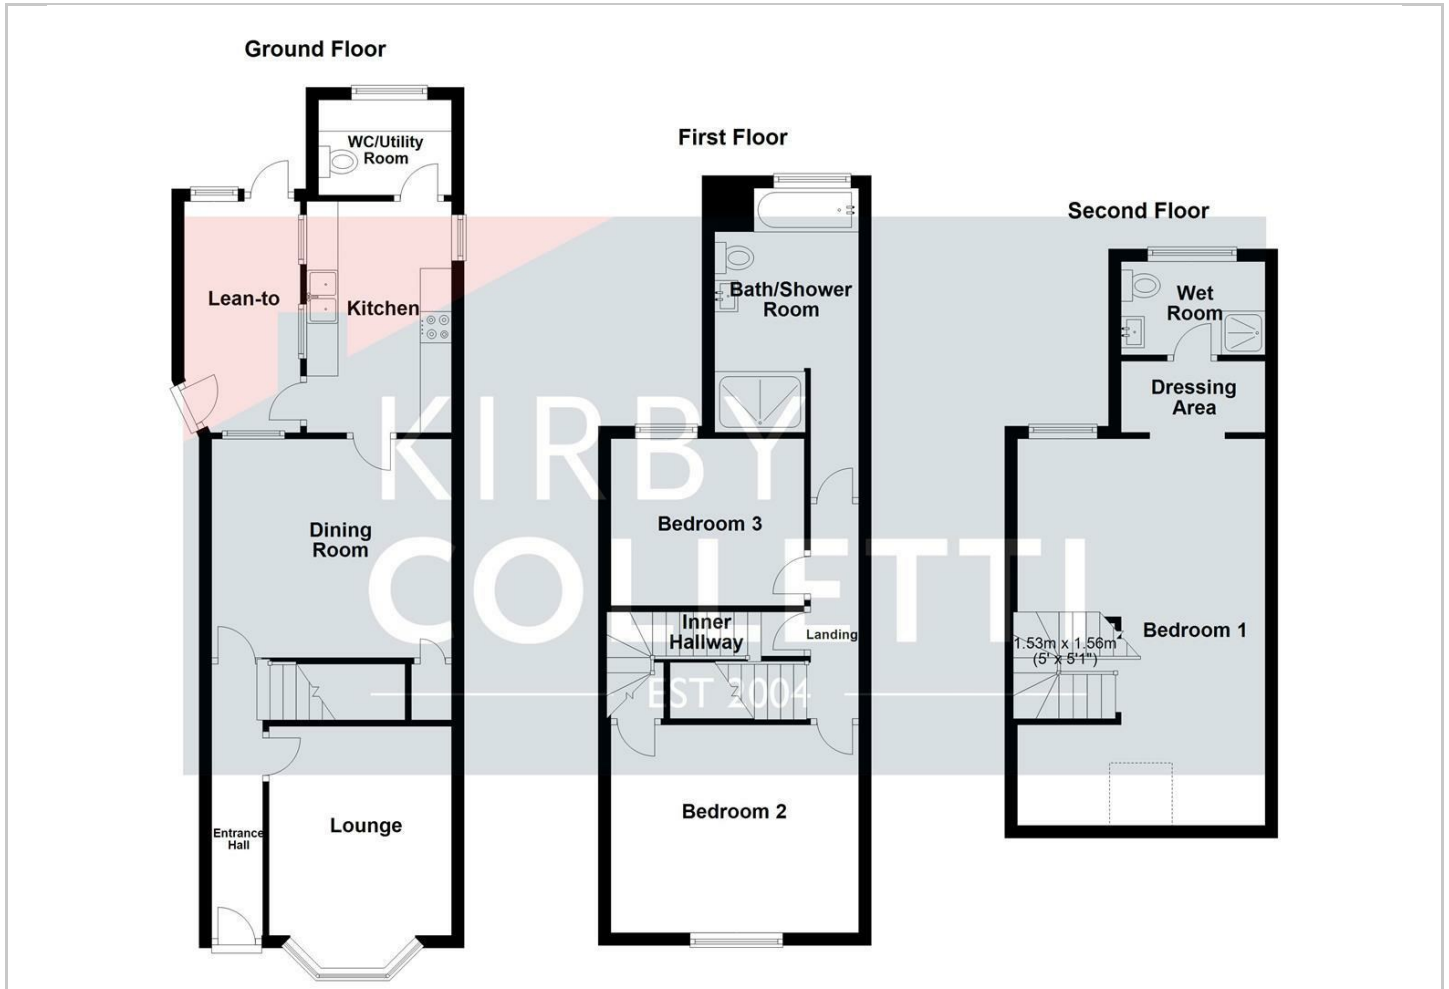 Ground Floor
WC/Utility
Room
Lean-to
Kitchen
Dining
Room
Entrance
Hall
Lounge
First Floor
Bath/Shower
Room
Bedroom 3
Inner
Hallway
Landing
Bedroom 2
Second Floor
Wet
Room
Dressing
Area
Bedroom 1
1.53m x 1.56m
(5' x 5'1")
KIRBY
COLLETTI
EST 2004